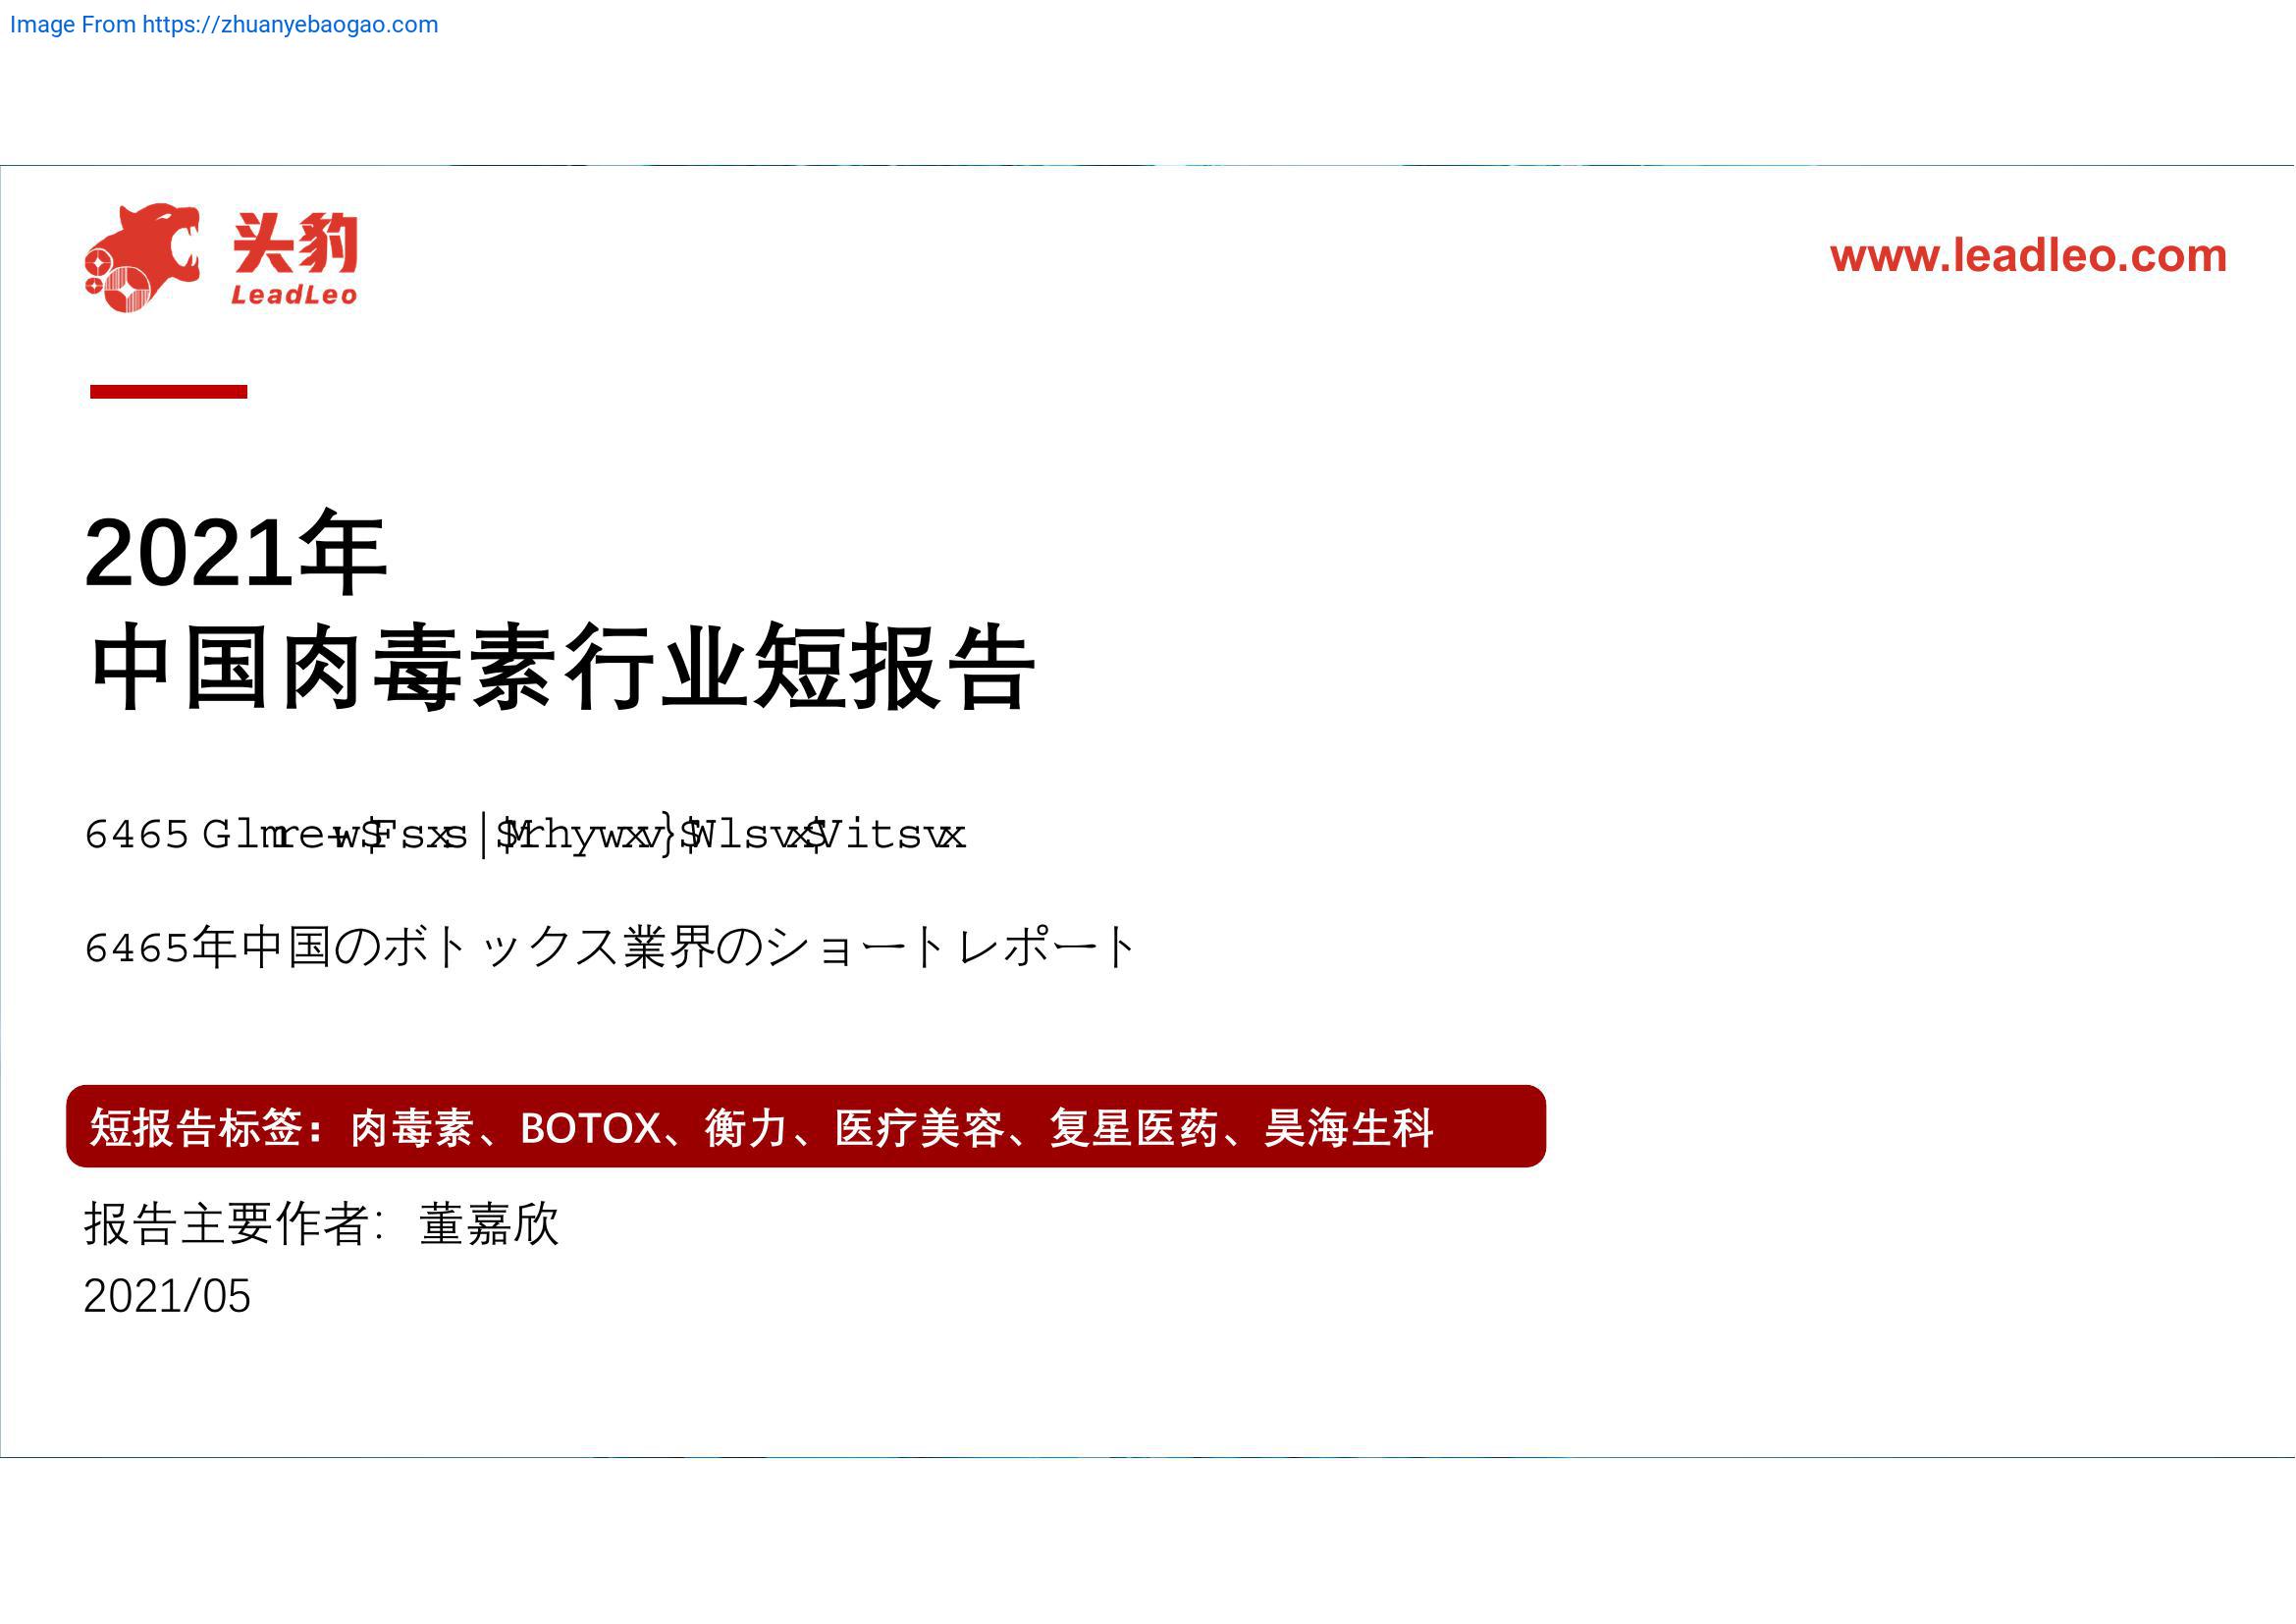 Image From https://zhuanyebaogao.com
头豹
LeadLeo
www.leadleo.com
2021年
中国肉毒素行业短报告
6465 Glmre+w$Fsxs|$Mrhywxv}$Wlsvx$Vitsvx
6465年中国のボトックス業界のショートレポート
短报告标签：肉毒素、BOTOX、衡力、医疗美容、复星医药、昊海生科
报告主要作者：董嘉欣
2021/05